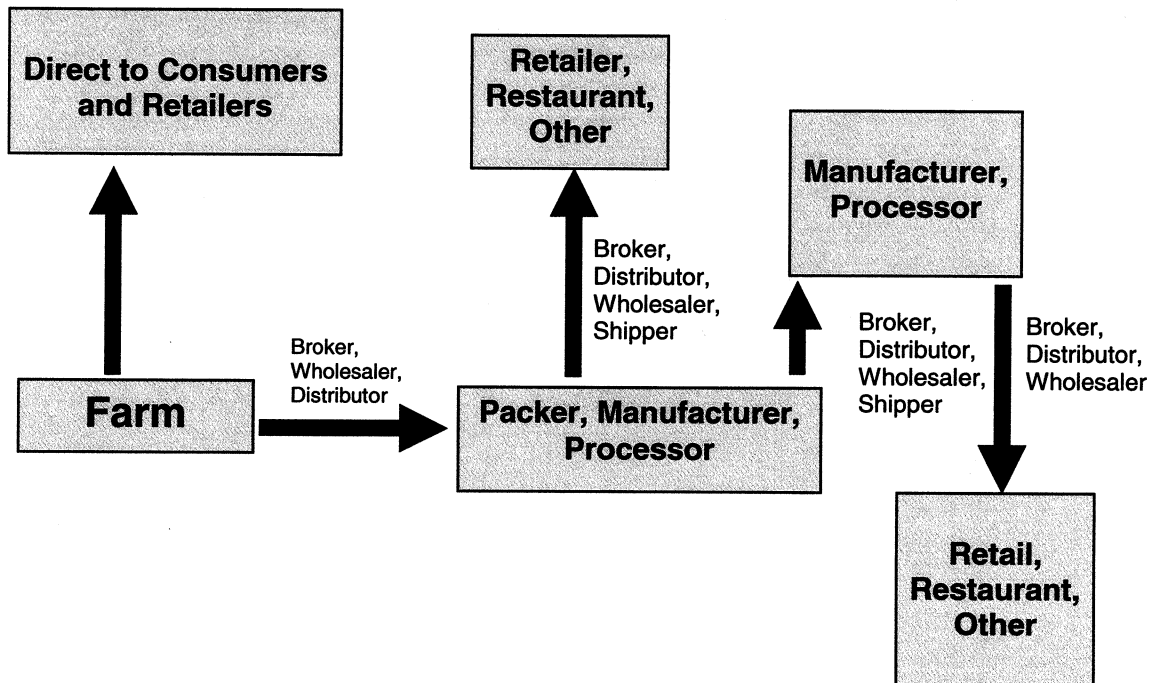 Direct to Consumers
and Retailers
Retailer,
Restaurant,
Other
Manufacturer,
Processor
Broker,
Distributor,
Wholesaler,
Shipper
Broker,
Distributor,
Wholesaler,
Shipper
Broker,
Distributor,
Wholesaler
Broker,
Wholesaler,
Distributor
Farm
Packer, Manufacturer,
Processor
Retail,
Restaurant,
Other